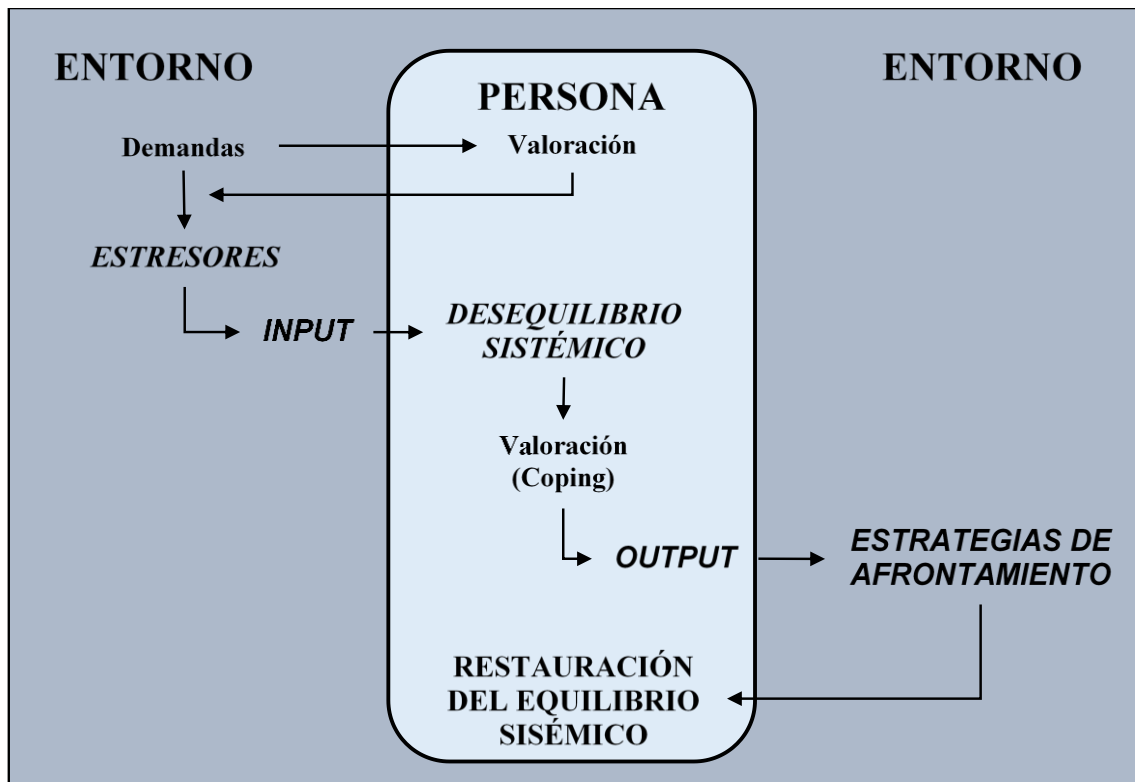 ENTORNO
PERSONA
ENTORNO
Demandas
Valoración
ESTRESORES
INPUT
DESEQUILIBRIO
SISTÉMICO
Valoración
(Coping)
OUTPUT
ESTRATEGIAS DE
AFRONTAMIENTO
RESTAURACIÓN
DEL EQUILIBRIO
SISÉMICO